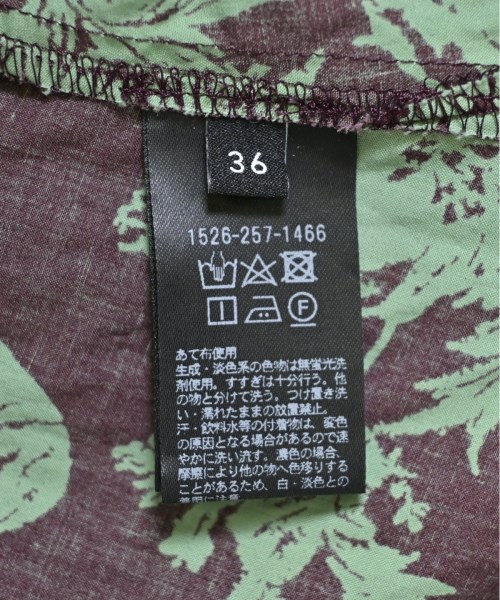 36
1526-257-1466
F
あて布使用
生成・淡色系の色物は無蛍光洗
剤使用。すすぎは十分行う。他
の物と分けて洗う。つけ置き洗
い・濡れたままの放置禁止。
汗・飲料水等の付着物は、変色
の原因となる場合があるので速
やかに洗い流す。濃色の場合、
摩擦により他の物へ色移りする
ことがあるため、白・淡色との
着用に注意